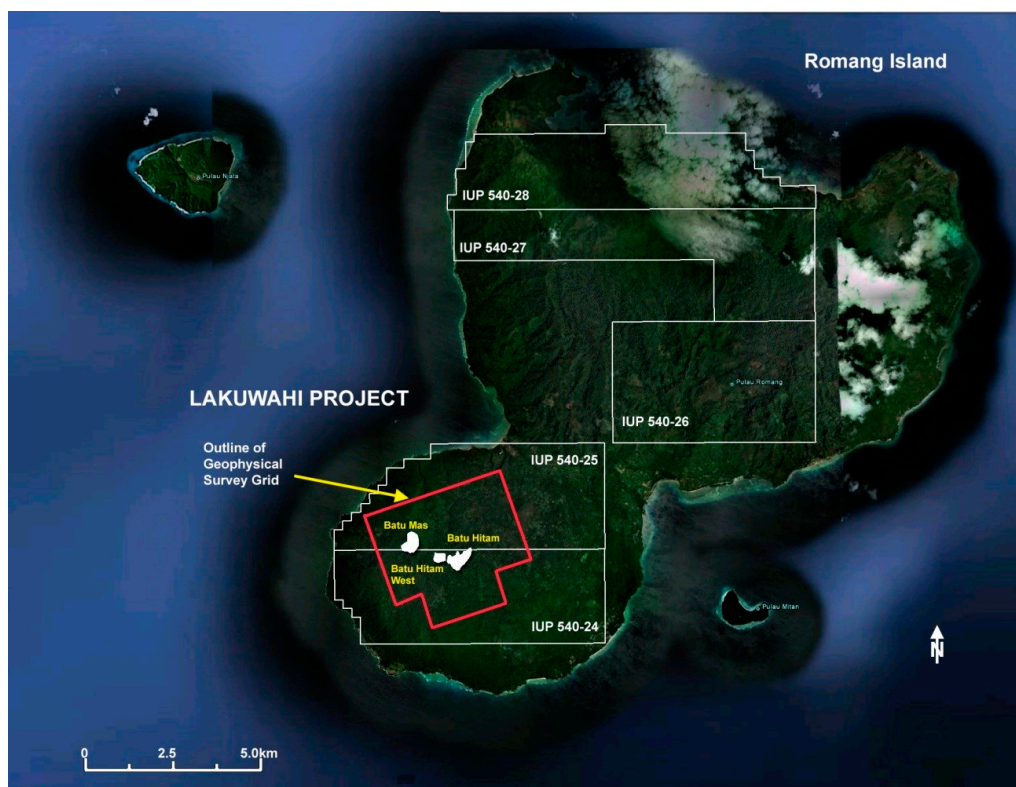 Romang Island
Pulau Njara
IUP 540-28
IUP 540-27
Pulau Romang
LAKUWAHI PROJECT
IUP 540-26
Outline of
Geophysical
Survey Grid
IUP 540-25
Batu Mas
Batu Hitam
Batu Hitam
West
Pulau Mitan
IUP 540-24
N
0 2.5 5.0km